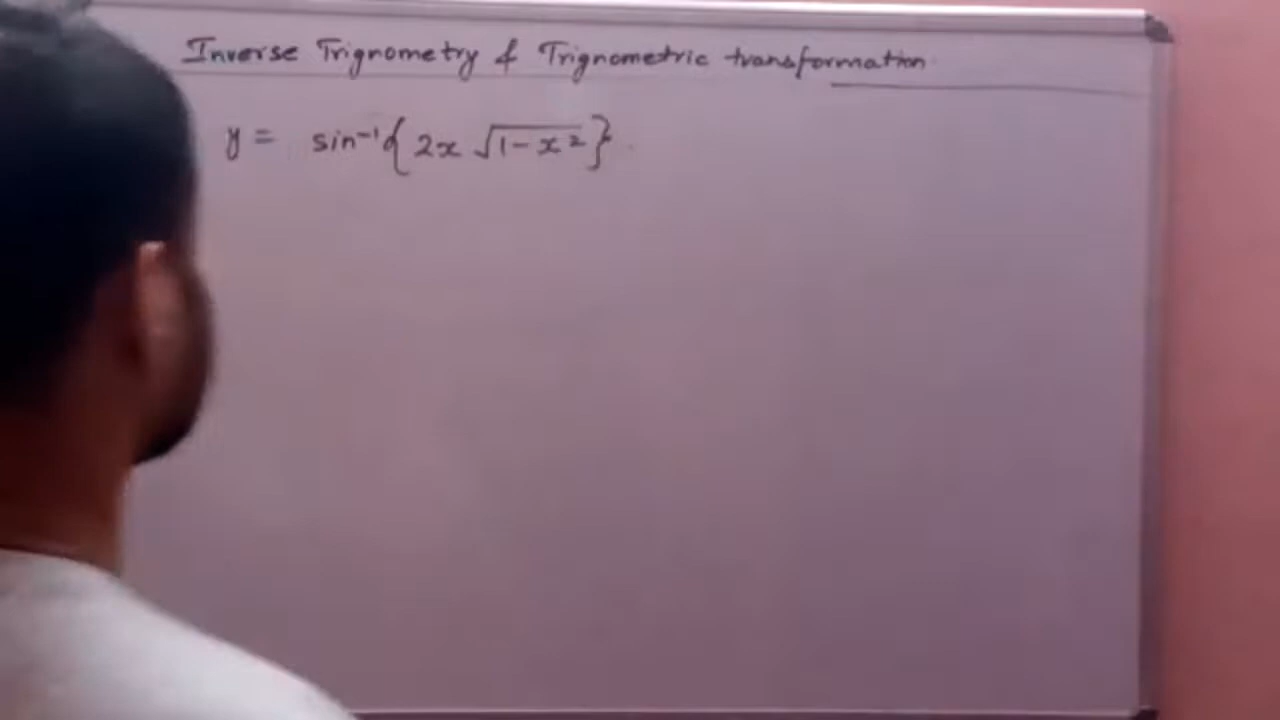 Inverse Trignometry & Trignometric transformation
y = sin⁻¹{2x √(1-x²)}